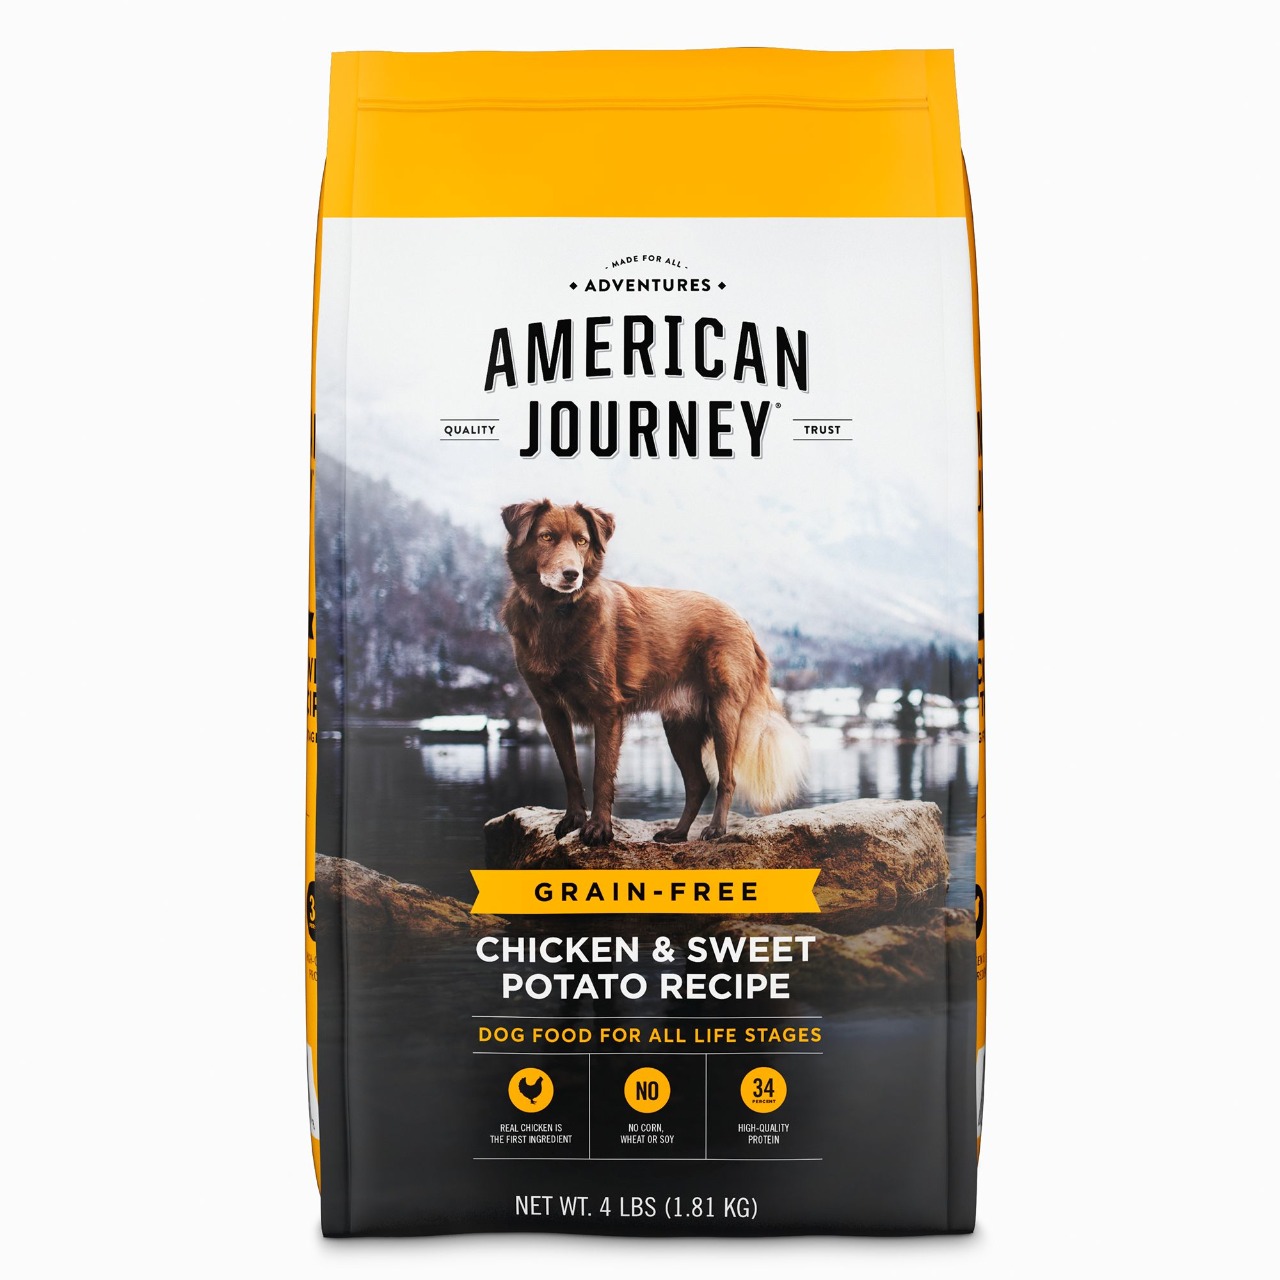 - MADE FOR ALL -
◆ ADVENTURES ◆
AMERICAN
QUALITY JOURNEY® TRUST
GRAIN-FREE
CHICKEN & SWEET
POTATO RECIPE
DOG FOOD FOR ALL LIFE STAGES
REAL CHICKEN IS
THE FIRST INGREDIENT
NO
NO CORN,
WHEAT OR SOY
34
PERCENT
HIGH-QUALITY
PROTEIN
NET WT. 4 LBS (1.81 KG)